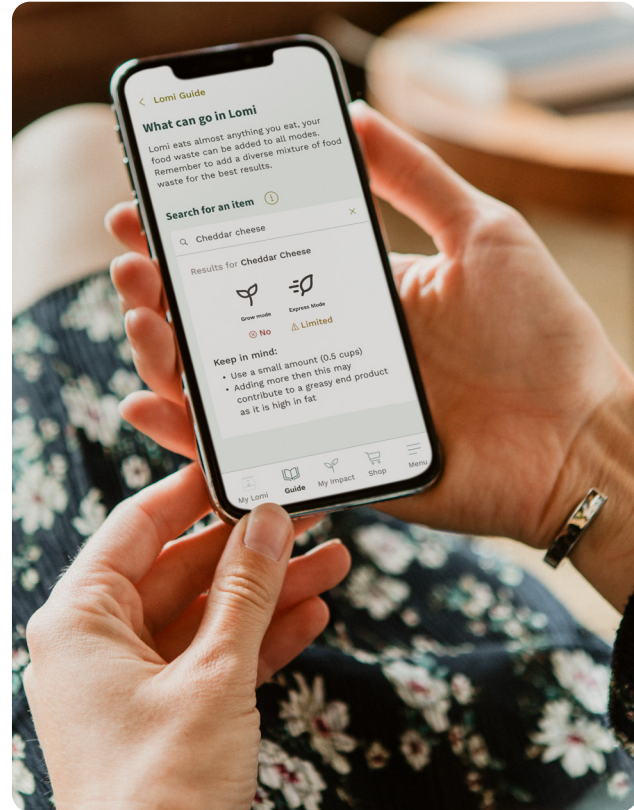 Lomi Guide
What can go in Lomi
Lomi eats almost anything you eat, your
food waste can be added to all modes.
Remember to add a diverse mixture of food
waste for the best results.
Search for an item
Cheddar cheese
Results for Cheddar Cheese
Grow mode
Express Mode
No
Limited
Keep in mind:
• Use a small amount (0.5 cups)
• Adding more then this may
contribute to a greasy end product
as it is high in fat
My Lomi
Guide
My Impact
Shop
Menu